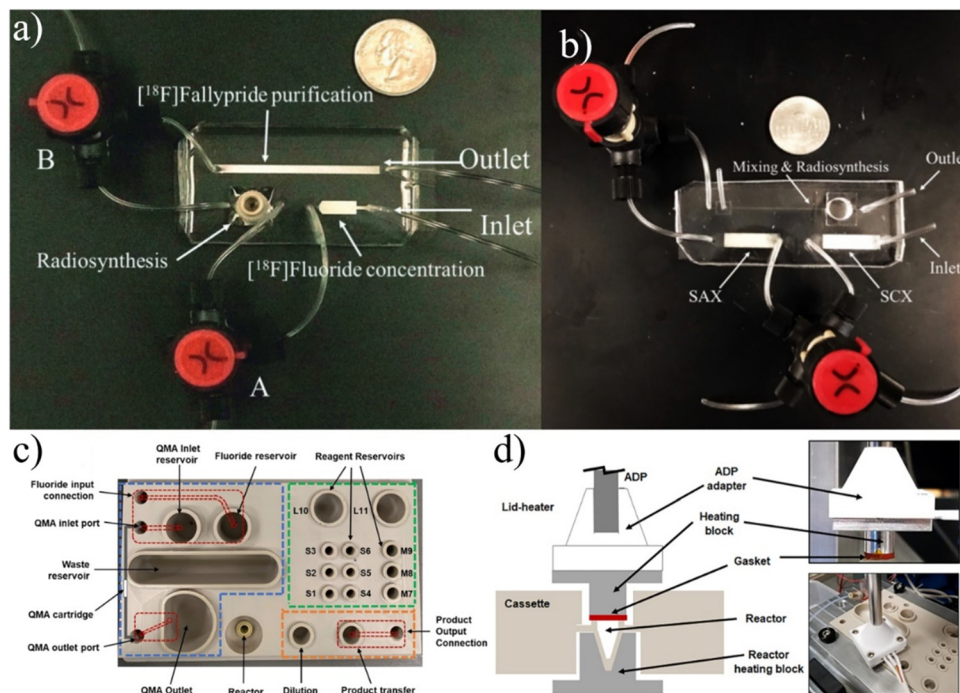 a)
[18F]Fallypride purification
B
Outlet
Inlet
Radiosynthesis
[18F]Fluoride concentration
A
b)
Mixing & Radiosynthesis
Outlet
Inlet
SAX
SCX
c)
QMA Inlet
reservoir
Fluoride reservoir
Reagent Reservoirs
Fluoride input
connection
QMA inlet port
L10
L11
S3
S6
M9
Waste
reservoir
S2
S5
M8
S1
S4
M7
QMA cartridge
QMA outlet
port
Product
Output
Connection
QMA Outlet
Reactor
Dilution
Product transfer
d)
ADP
Lid-heater
ADP
adapter
Heating
block
Gasket
Cassette
Reactor
Reactor
heating block